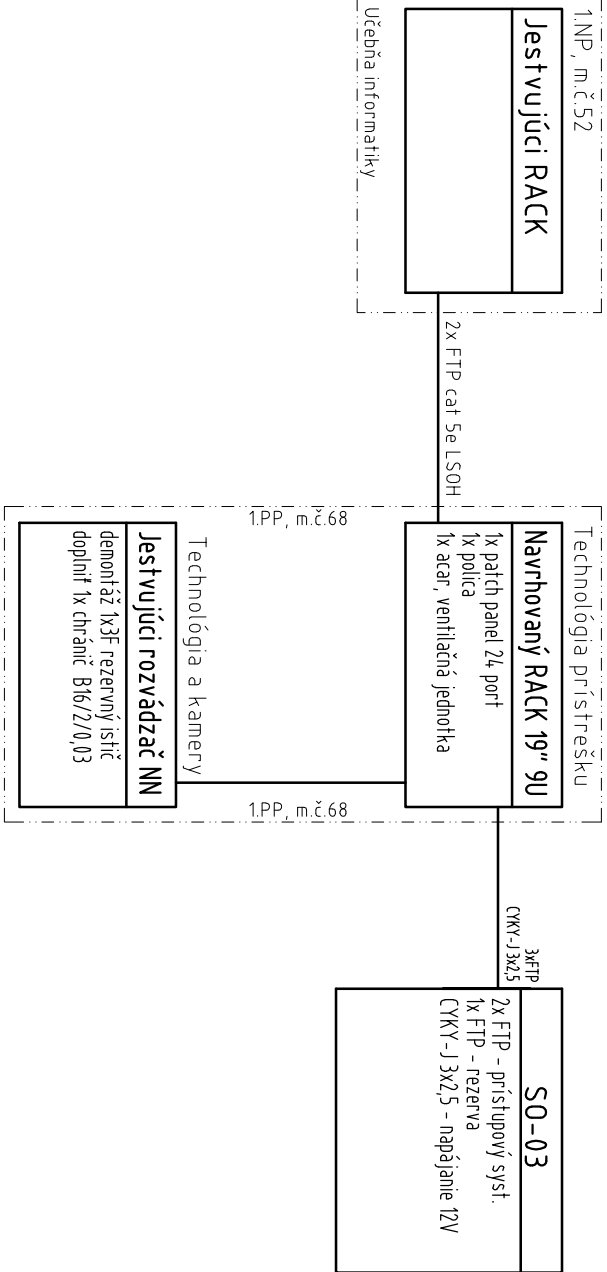 1.NP, m.č.52
Jestvujúci RACK
Učebňa informatiky
2x FTP cat 5e LSOH
Technológia prístrešku
Navrhovaný RACK 19" 9U
1x patch panel 24 port
1x polica
1x acar, ventilačná jednotka
1.PP, m.č.68
1.PP, m.č.68
Technológia a kamery
Jestvujúci rozvádzač NN
demontáž 1x3F rezervný istič
doplniť 1x chránič B16/2/0,03
3xFTP
CYKY-J 3x2,5
SO-03
2x FTP - prístupový syst.
1x FTP - rezerva
CYKY-J 3x2,5 - napájanie 12V